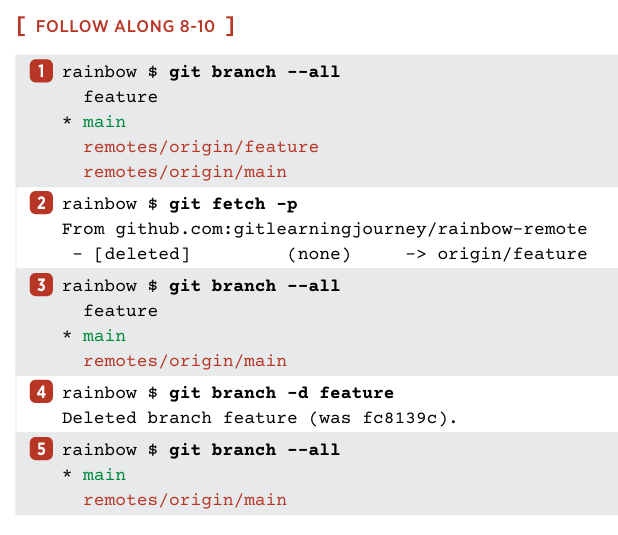 [ FOLLOW ALONG 8-10 ]
1 rainbow $ git branch --all
feature
* main
remotes/origin/feature
remotes/origin/main
2 rainbow $ git fetch -p
From github.com:gitlearningjourney/rainbow-remote
- [deleted]         (none)     -> origin/feature
3 rainbow $ git branch --all
feature
* main
remotes/origin/main
4 rainbow $ git branch -d feature
Deleted branch feature (was fc8139c).
5 rainbow $ git branch --all
* main
remotes/origin/main